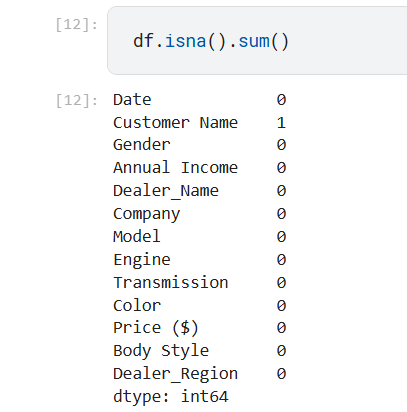 [12]:
df.isna().sum()
[12]:
Date 0
Customer Name 1
Gender 0
Annual Income 0
Dealer_Name 0
Company 0
Model 0
Engine 0
Transmission 0
Color 0
Price ($) 0
Body Style 0
Dealer_Region 0
dtype: int64